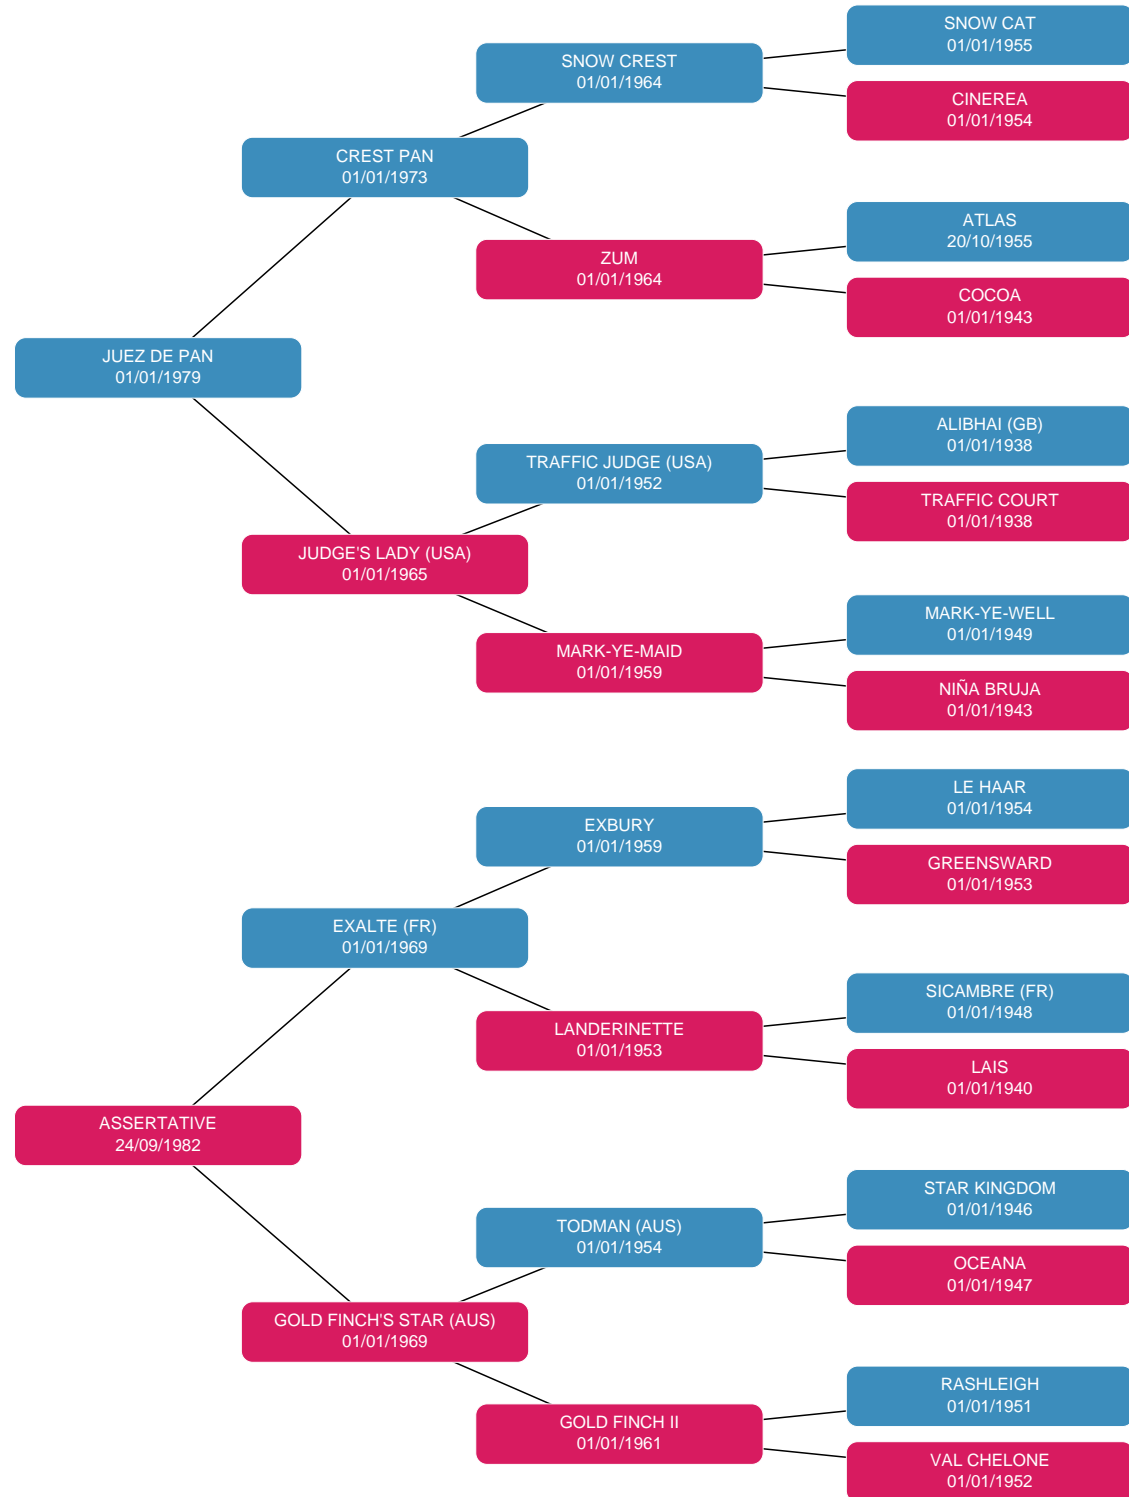 SNOW CAT
01/01/1955
SNOW CREST
01/01/1964
CINEREA
01/01/1954
CREST PAN
01/01/1973
ATLAS
20/10/1955
ZUM
01/01/1964
COCOA
01/01/1943
JUEZ DE PAN
01/01/1979
ALIBHAI (GB)
01/01/1938
TRAFFIC JUDGE (USA)
01/01/1952
TRAFFIC COURT
01/01/1938
JUDGE'S LADY (USA)
01/01/1965
MARK-YE-WELL
01/01/1949
MARK-YE-MAID
01/01/1959
NIÑA BRUJA
01/01/1943
LE HAAR
01/01/1954
EXBURY
01/01/1959
GREENSWARD
01/01/1953
EXALTE (FR)
01/01/1969
SICAMBRE (FR)
01/01/1948
LANDERINETTE
01/01/1953
LAIS
01/01/1940
ASSERTATIVE
24/09/1982
STAR KINGDOM
01/01/1946
TODMAN (AUS)
01/01/1954
OCEANA
01/01/1947
GOLD FINCH'S STAR (AUS)
01/01/1969
RASHLEIGH
01/01/1951
GOLD FINCH II
01/01/1961
VAL CHELONE
01/01/1952